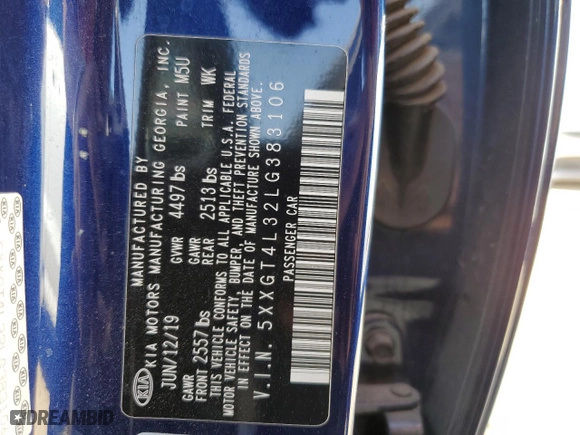 MANUFACTURED BY
KIA MOTORS MANUFACTURING GEORGIA, INC.
JUN/12/19 GVWR 4497 lbs PAINT M5U
GAWR FRONT 2557 lbs GAWR REAR 2513 lbs TRIM WK
THIS VEHICLE CONFORMS TO ALL APPLICABLE U.S.A. FEDERAL
MOTOR VEHICLE SAFETY, BUMPER, AND THEFT PREVENTION STANDARDS
IN EFFECT ON THE DATE OF MANUFACTURE SHOWN ABOVE.
V.I.N. 5XXGT4L32LG383106
PASSENGER CAR
KIA
DREAMBID